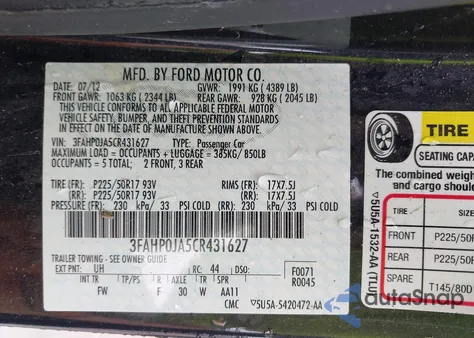 MFD. BY FORD MOTOR CO.
DATE: 07/12 GVWR: 1991 KG ( 4389 LB)
FRONT GAWR: 1063 KG ( 2344 LB) REAR GAWR: 928 KG ( 2045 LB)
THIS VEHICLE CONFORMS TO ALL APPLICABLE FEDERAL MOTOR
VEHICLE SAFETY, BUMPER, AND THEFT PREVENTION STANDARDS IN
EFFECT ON THE DATE OF MANUFACTURE SHOWN ABOVE.
VIN: 3FAHP0JA5CR431627 TYPE: Passenger Car
MAXIMUM LOAD = OCCUPANTS + LUGGAGE = 385KG/ 850LB
OCCUPANTS = 5 TOTAL; 2 FRONT, 3 REAR
TIRE (FR): P225/50R17 93V RIMS (FR): 17X7.5J
(RR): P225/50R17 93V (RR): 17X7.5J
PRESSURE (FR): 230 kPa/ 33 PSI COLD (RR): 230 kPa/ 33 PSI COLD
3FAHP0JA5CR431627
TRAILER TOWING - SEE OWNER GUIDE
EXT PNT: UH RC: 44 DSO: F0071
R0045
INT TR TP/PS R AXLE TR SPR
FW F 30 W AA11
CMC 5U5A-5420472-AA
5U5A-1532-AA (TLU)
TIRE
SEATING CAP
The combined weigh
and cargo should
TIRE SIZE
FRONT P225/50R
REAR P225/50R
SPARE T145/80D
AutoSnap